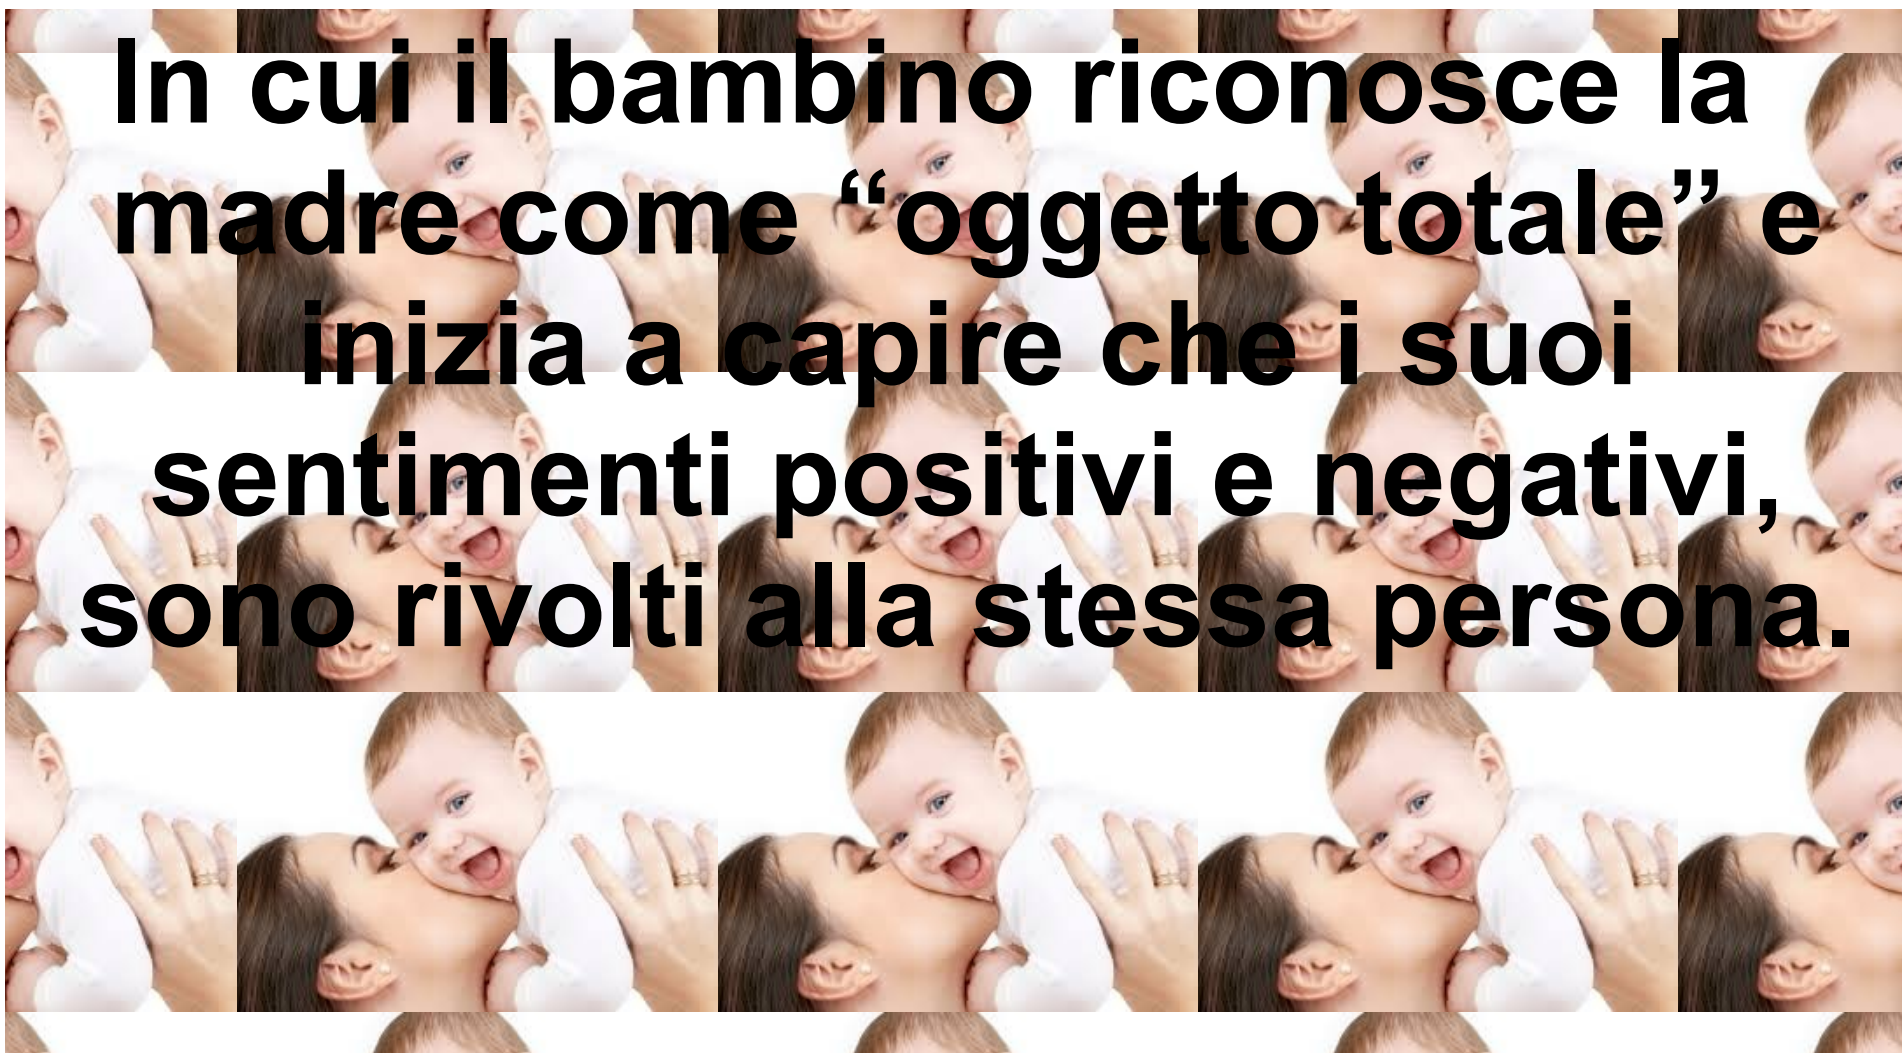 In cui il bambino riconosce la
madre come “oggetto totale” e
inizia a capire che i suoi
sentimenti positivi e negativi,
sono rivolti alla stessa persona.